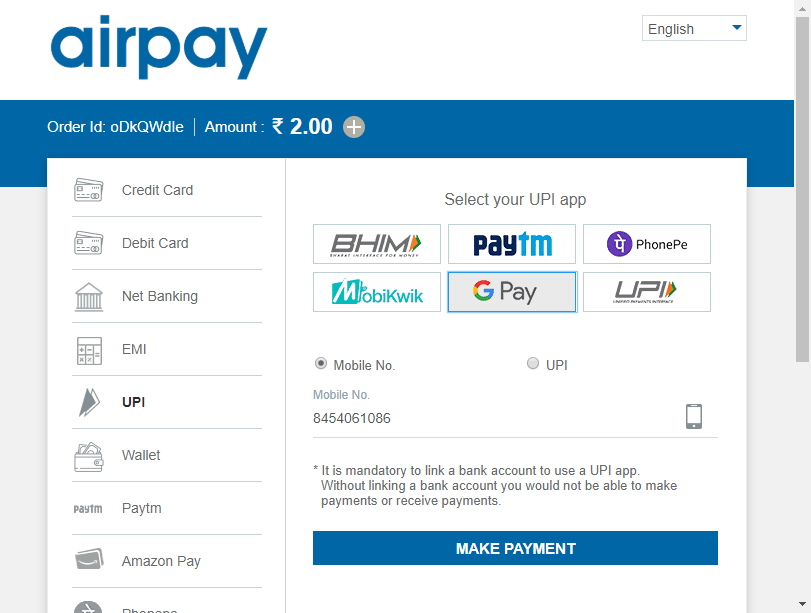 airpay
English
Order Id: oDkQWdle | Amount : ₹ 2.00
Credit Card
Debit Card
Net Banking
EMI
UPI
Wallet
Paytm Paytm
Amazon Pay
Phonepe
Select your UPI app
BHIM
BHARAT INTERFACE FOR MONEY
Paytm
PhonePe
MobiKwik
G Pay
UPI
UNIFIED PAYMENTS INTERFACE
Mobile No.
UPI
Mobile No.
8454061086
* It is mandatory to link a bank account to use a UPI app.
Without linking a bank account you would not be able to make
payments or receive payments.
MAKE PAYMENT